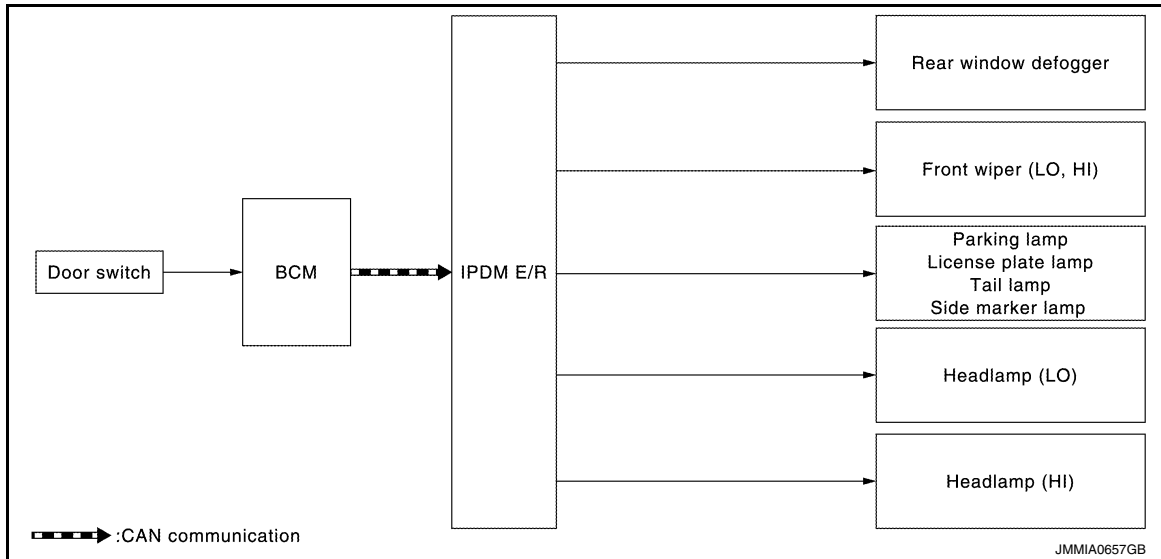 Rear window defogger
Front wiper (LO, HI)
Door switch
BCM
IPDM E/R
Parking lamp
License plate lamp
Tail lamp
Side marker lamp
Headlamp (LO)
Headlamp (HI)
:CAN communication
JMMIA0657GB